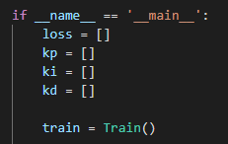 if __name__ == '__main__':
    loss = []
    kp = []
    ki = []
    kd = []

    train = Train()